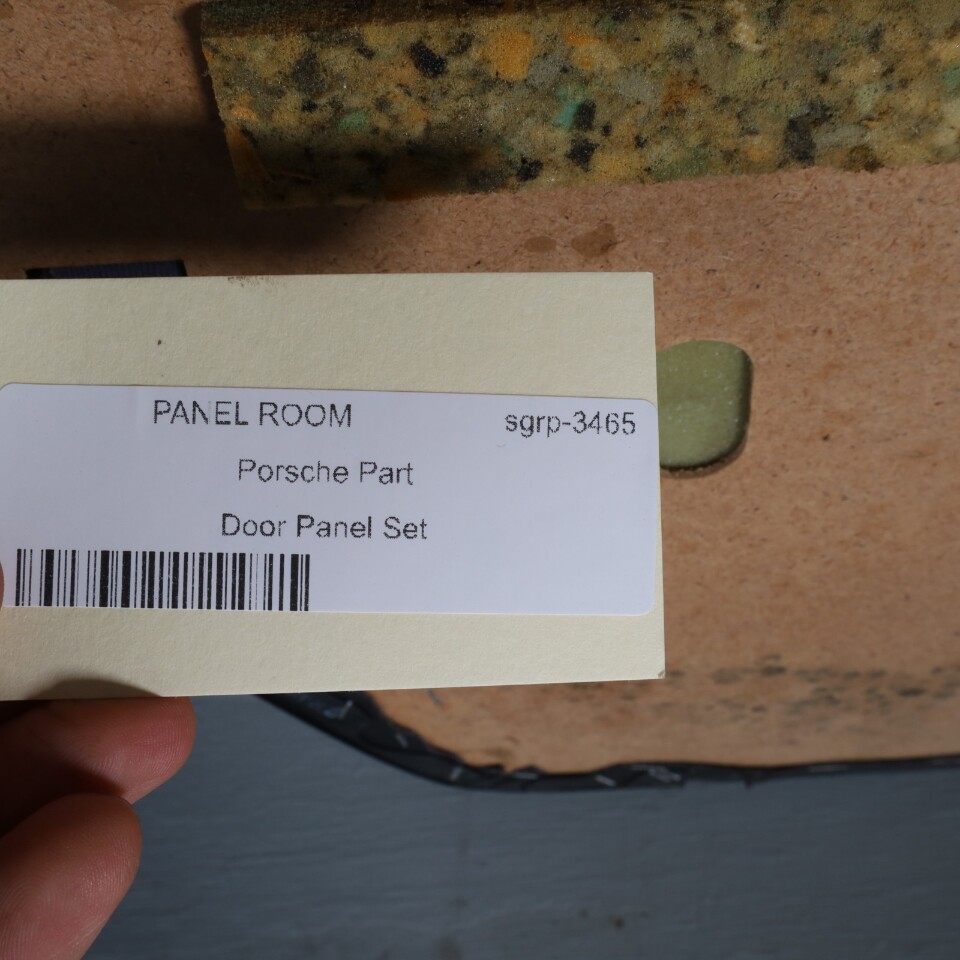 PANEL ROOM sgrp-3465
Porsche Part
Door Panel Set